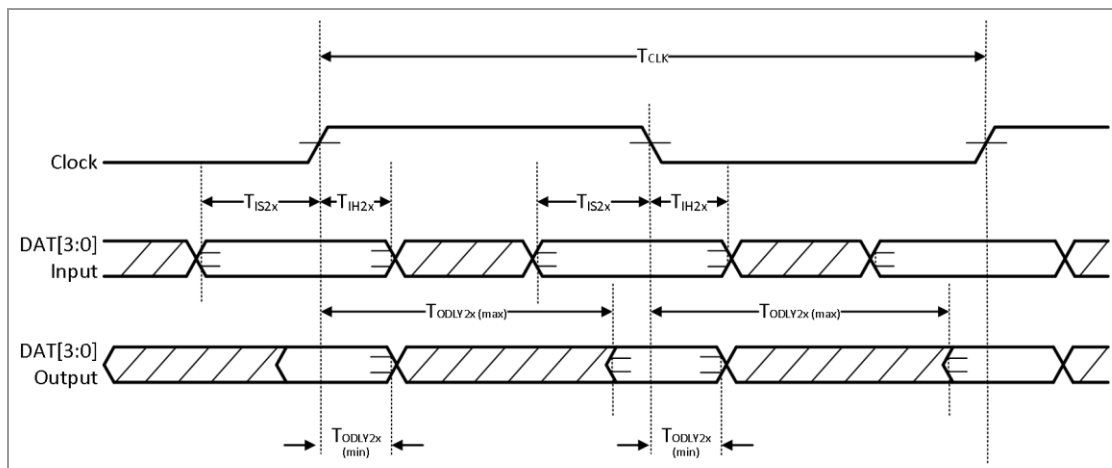 TCLK
Clock
TIS2x
TIH2x
TIS2x
TIH2x
DAT[3:0]
Input
TODLY2x (max)
TODLY2x (max)
DAT[3:0]
Output
TODLY2x
(min)
TODLY2x
(min)